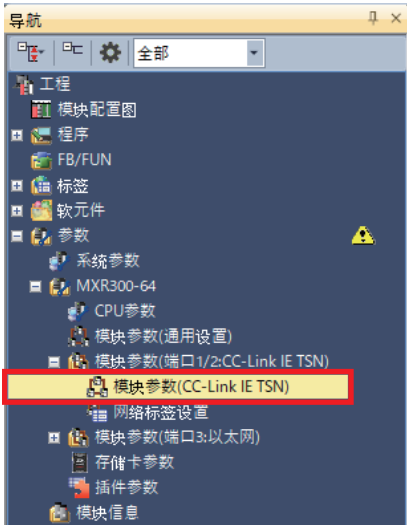 导航
全部
工程
模块配置图
程序
FB/FUN
标签
软元件
参数
系统参数
MXR300-64
CPU参数
模块参数(通用设置)
模块参数(端口1/2:CC-Link IE TSN)
模块参数(CC-Link IE TSN)
网络标签设置
模块参数(端口3:以太网)
存储卡参数
插件参数
模块信息